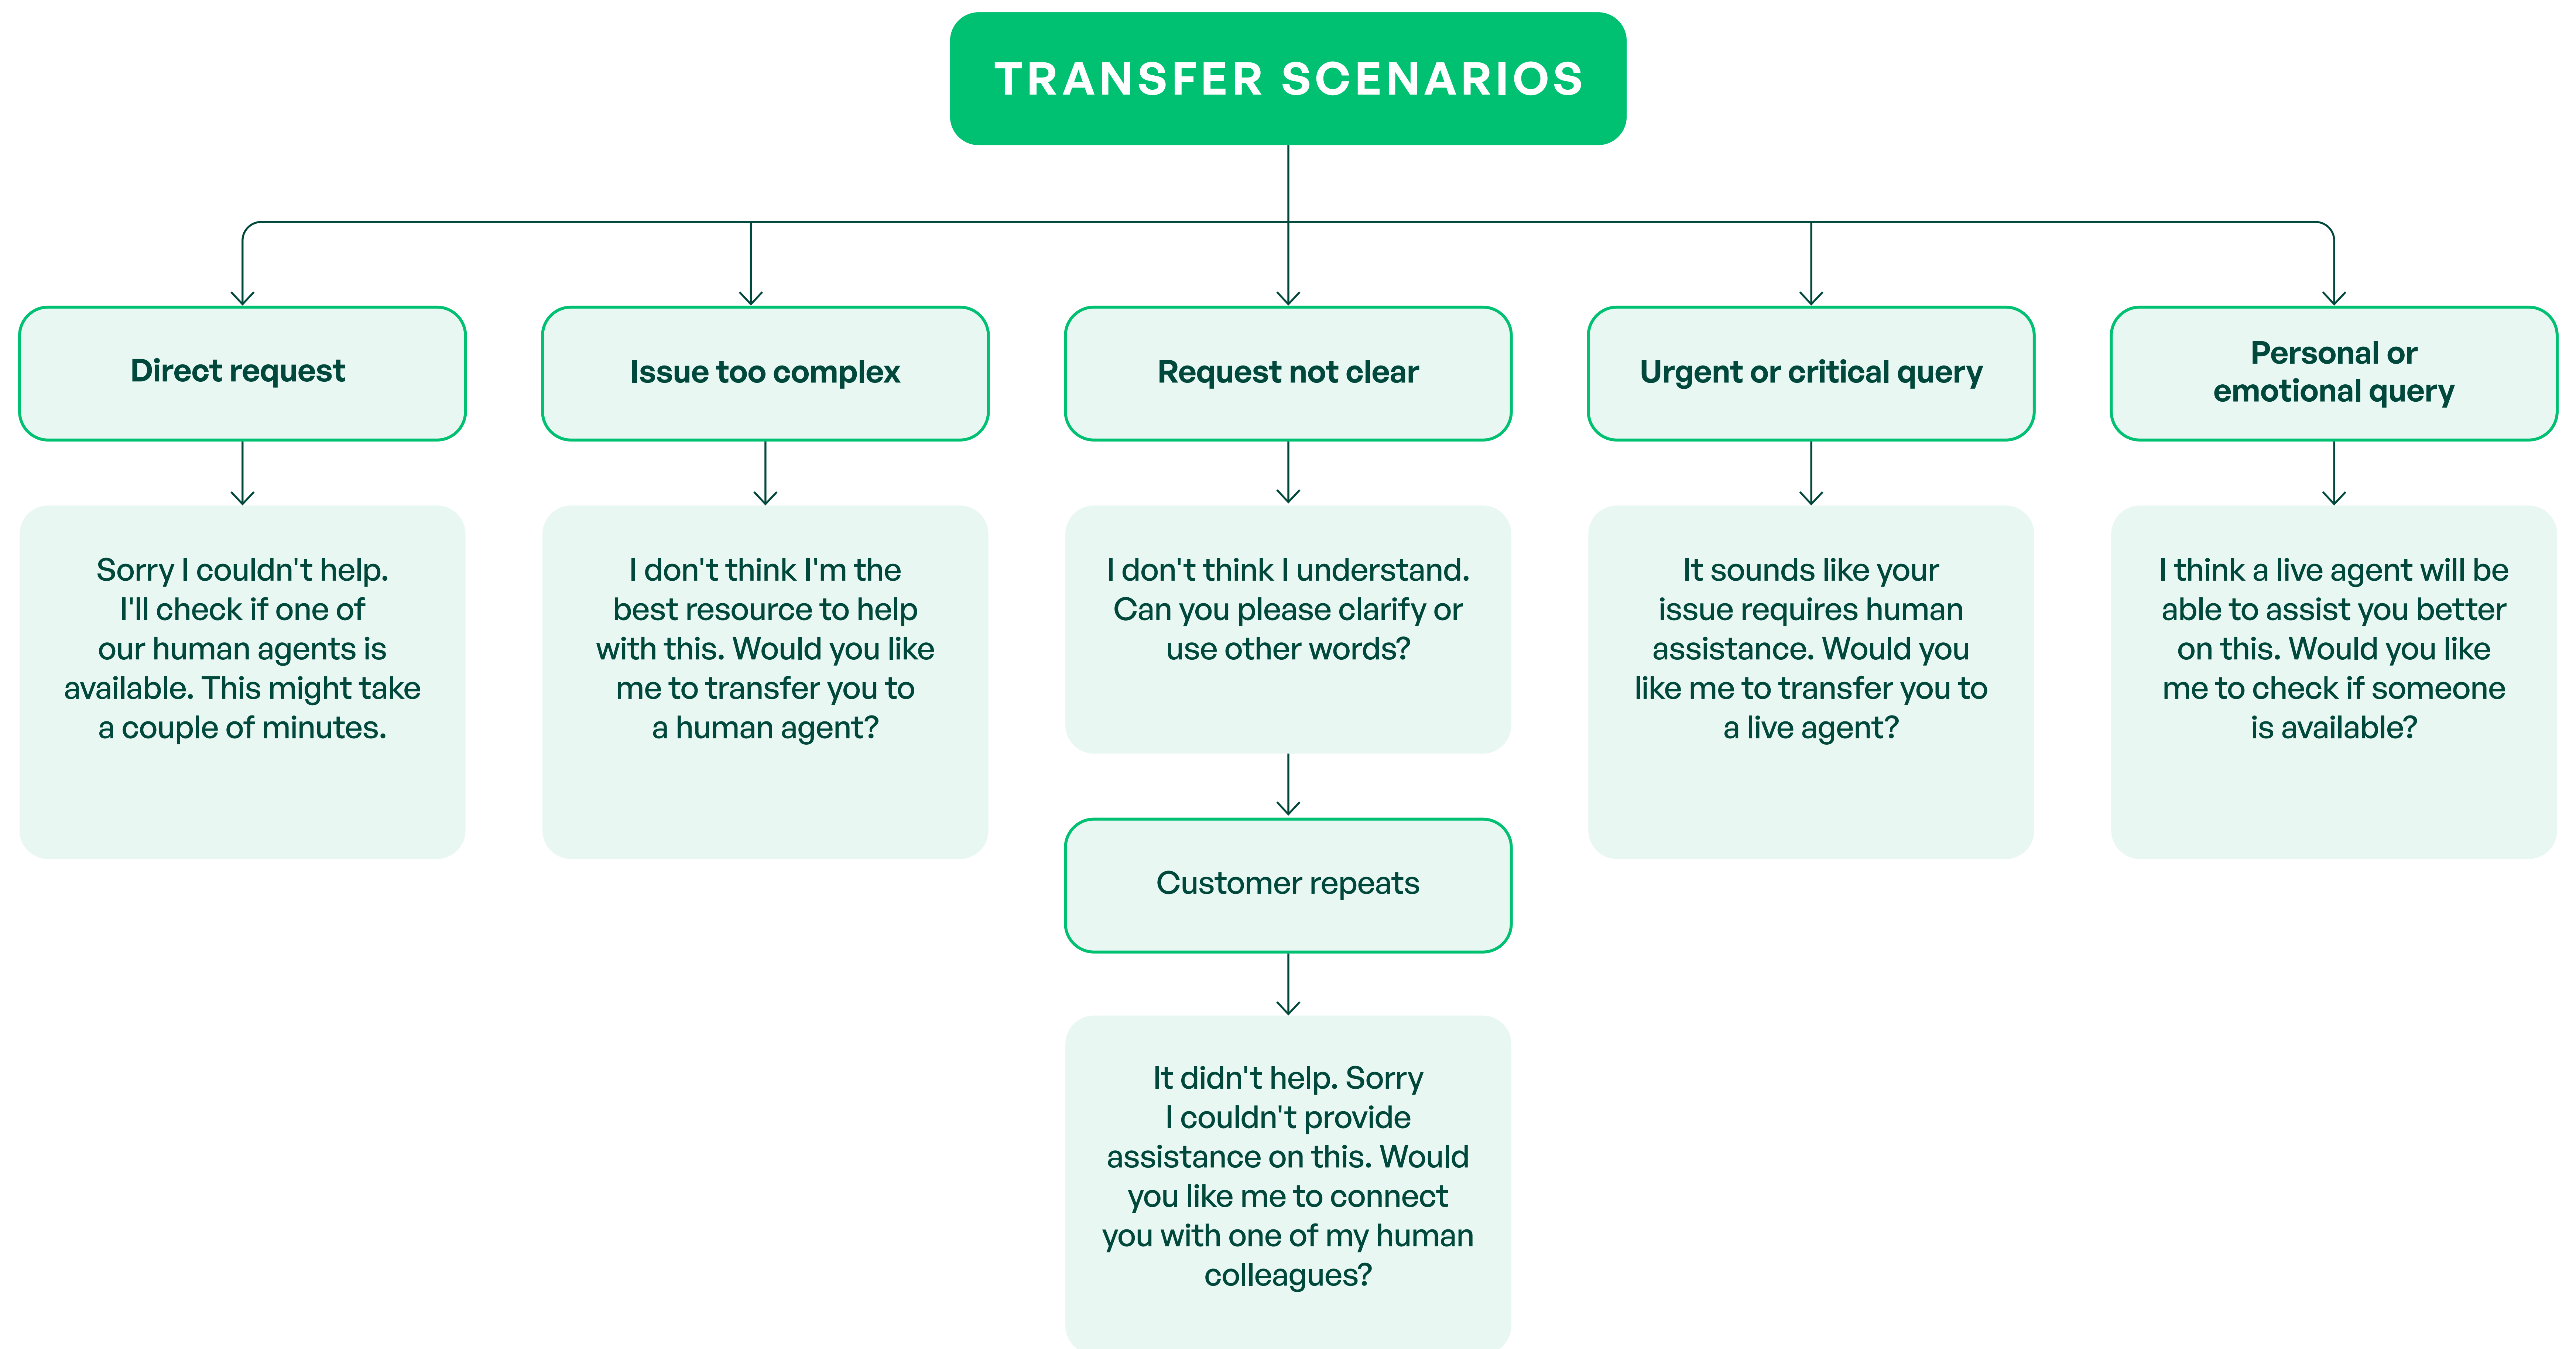 TRANSFER SCENARIOS
Direct request
Issue too complex
Request not clear
Urgent or critical query
Personal or
emotional query
Sorry I couldn't help.
I'll check if one of
our human agents is
available. This might take
a couple of minutes.
I don't think I'm the
best resource to help
with this. Would you like
me to transfer you to
a human agent?
I don't think I understand.
Can you please clarify or
use other words?
It sounds like your
issue requires human
assistance. Would you
like me to transfer you to
a live agent?
I think a live agent will be
able to assist you better
on this. Would you like
me to check if someone
is available?
Customer repeats
It didn't help. Sorry
I couldn't provide
assistance on this. Would
you like me to connect
you with one of my human
colleagues?